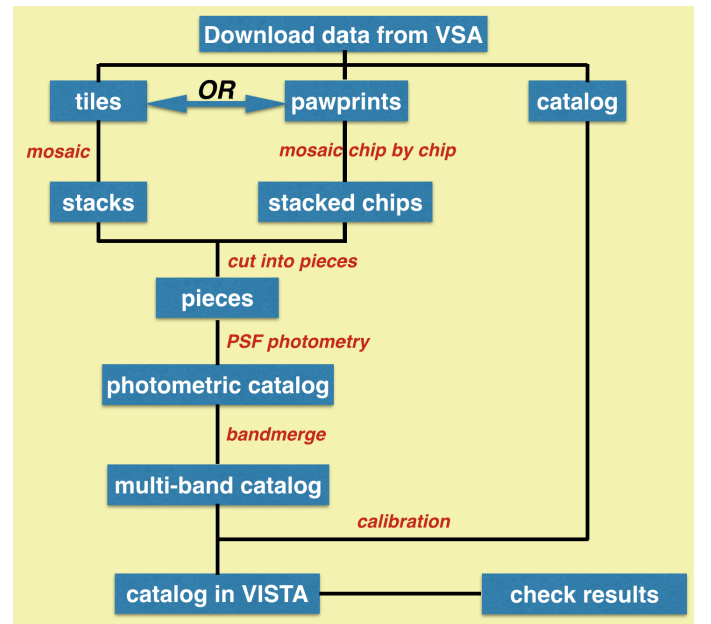 Download data from VSA
tiles
OR
pawprints
catalog
mosaic
mosaic chip by chip
stacks
stacked chips
cut into pieces
pieces
PSF photometry
photometric catalog
bandmerge
multi-band catalog
calibration
catalog in VISTA
check results